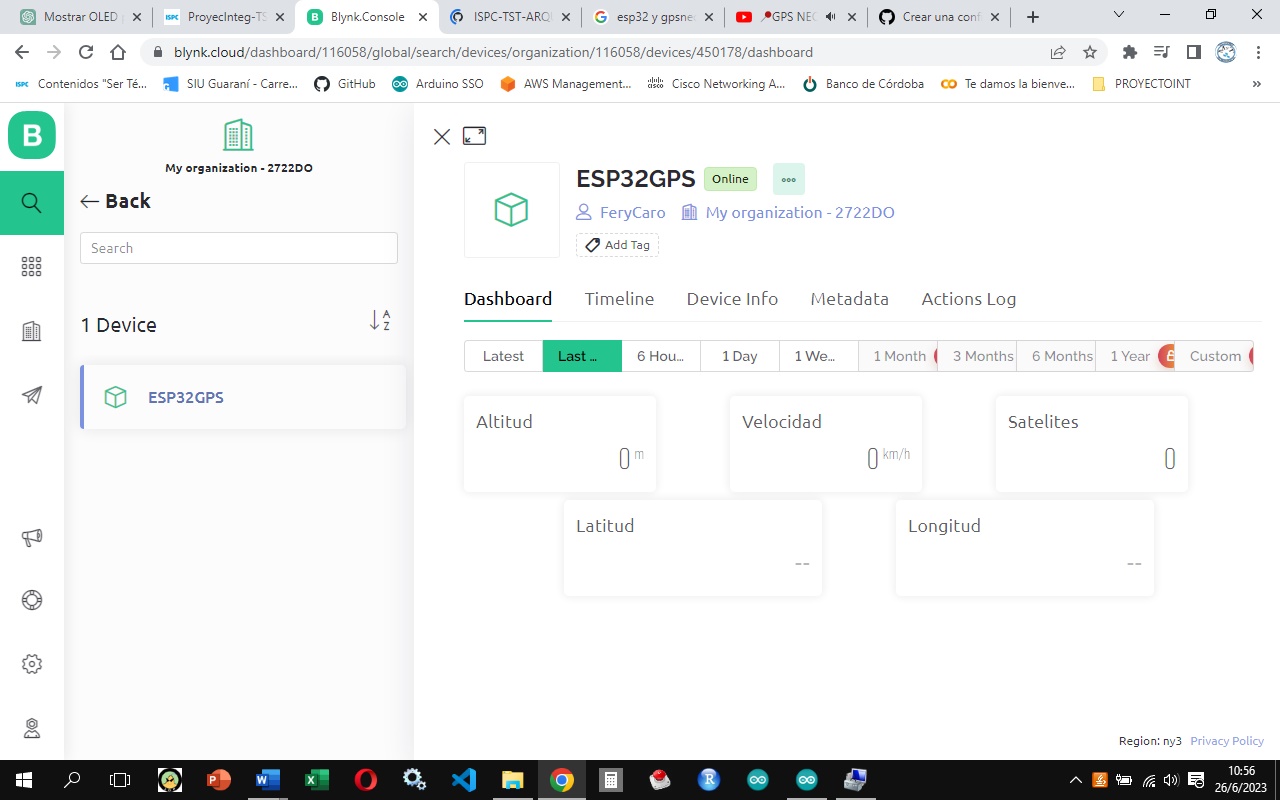 Mostrar OLED
ProyecInteg-TS
Blynk.Console
ISPC-TST-ARQU
esp32 y gpsneo
GPS NEO
Crear una conf
blynk.cloud/dashboard/116058/global/search/devices/organization/116058/devices/450178/dashboard
ISPC
Contenidos "Ser Té...
SIU Guaraní - Carre...
GitHub
Arduino SSO
AWS Management...
Cisco Networking A...
Banco de Córdoba
Te damos la bienve...
PROYECTOINT
»
B
My organization - 2722DO
Back
Search
1 Device
A
Z
ESP32GPS
ESP32GPS
Online
FeryCaro
My organization - 2722DO
Add Tag
Dashboard
Timeline
Device Info
Metadata
Actions Log
Latest
Last ...
6 Hou...
1 Day
1 We...
1 Month
3 Months
6 Months
1 Year
Custom
Altitud
0 m
Velocidad
0 km/h
Satelites
0
Latitud
--
Longitud
--
Region: ny3
Privacy Policy
10:56
26/6/2023